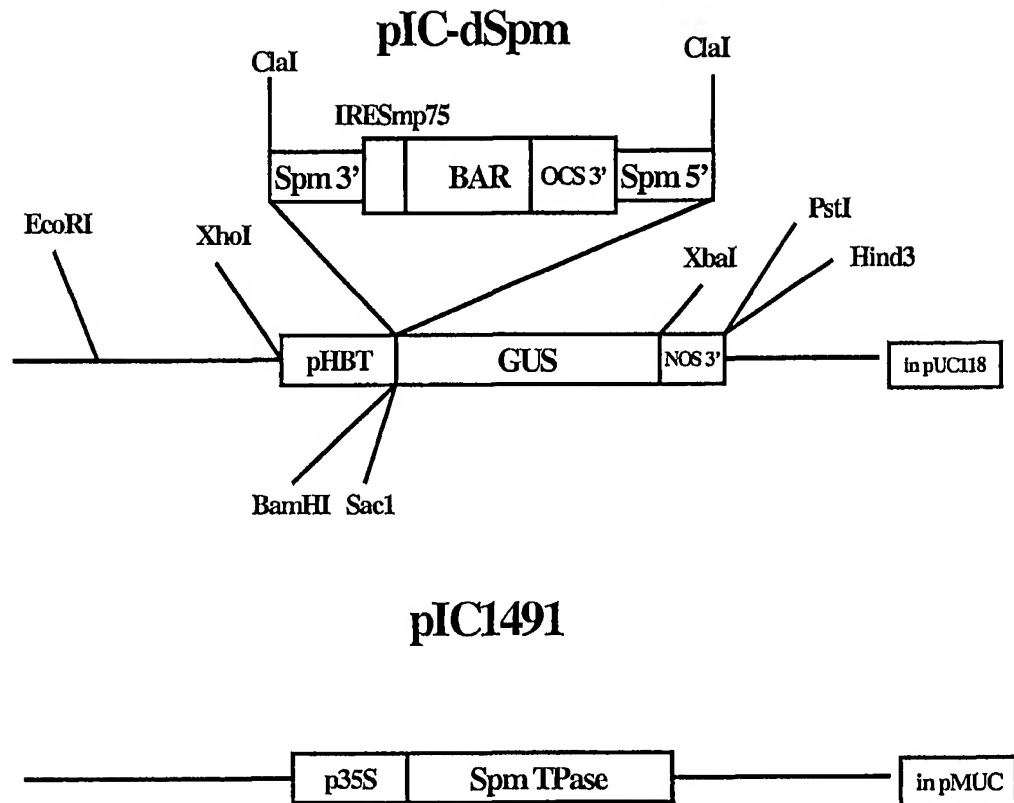 pIC-dSpm
ClaI ClaI
IRESmp75
Spm 3' BAR OCS 3' Spm 5'
EcoRI XhoI XbaI PstI Hind3
pHBT GUS NOS 3' in pUC118
BamHI Sac1
pIC1491
p35S Spm TPase in pMUC